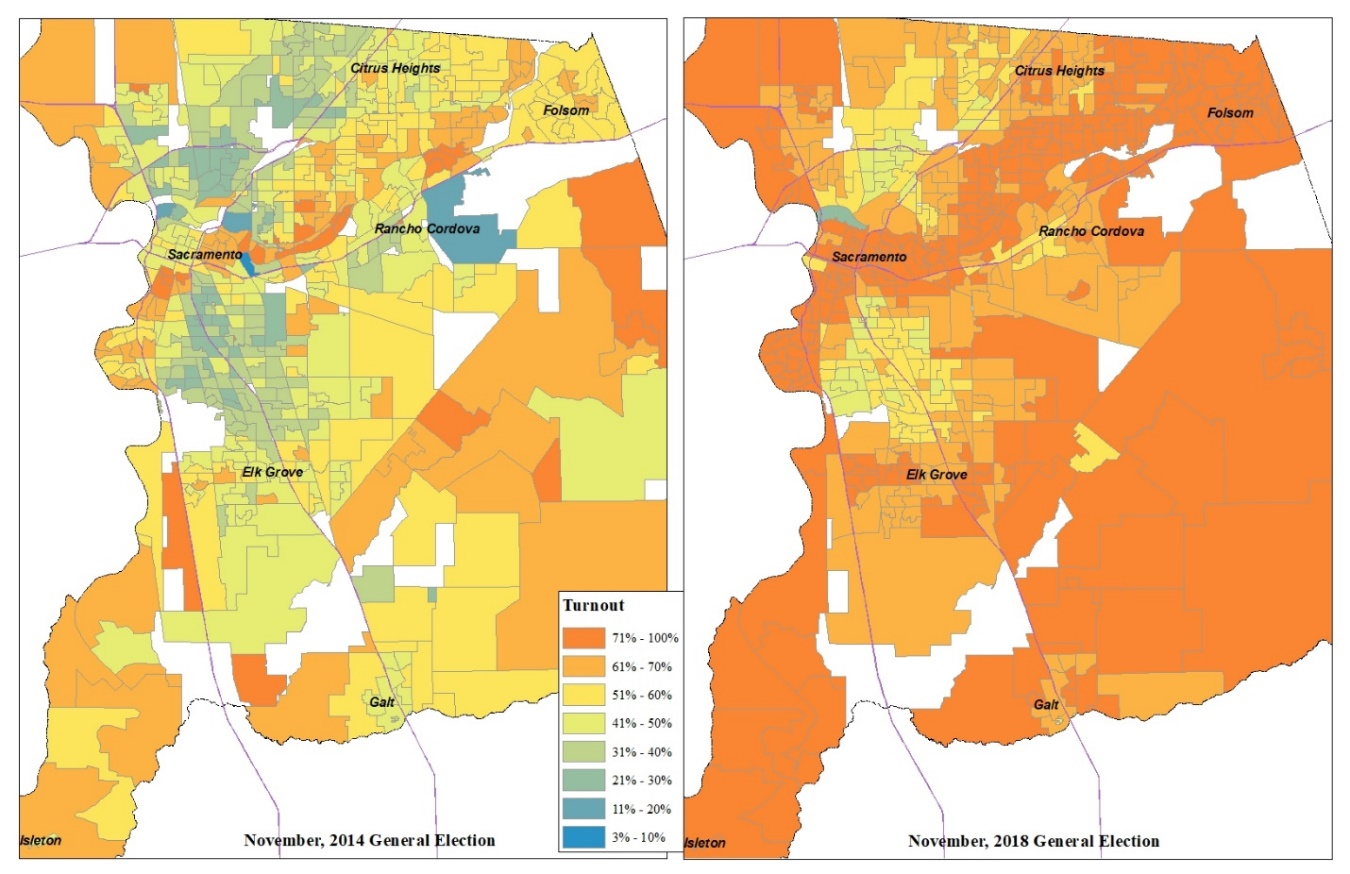 Citrus Heights
Folsom
Rancho Cordova
Sacramento
Elk Grove
Galt
Isleton
November, 2014 General Election
Turnout
71% - 100%
61% - 70%
51% - 60%
41% - 50%
31% - 40%
21% - 30%
11% - 20%
3% - 10%
Citrus Heights
Folsom
Rancho Cordova
Sacramento
Elk Grove
Galt
Isleton
November, 2018 General Election